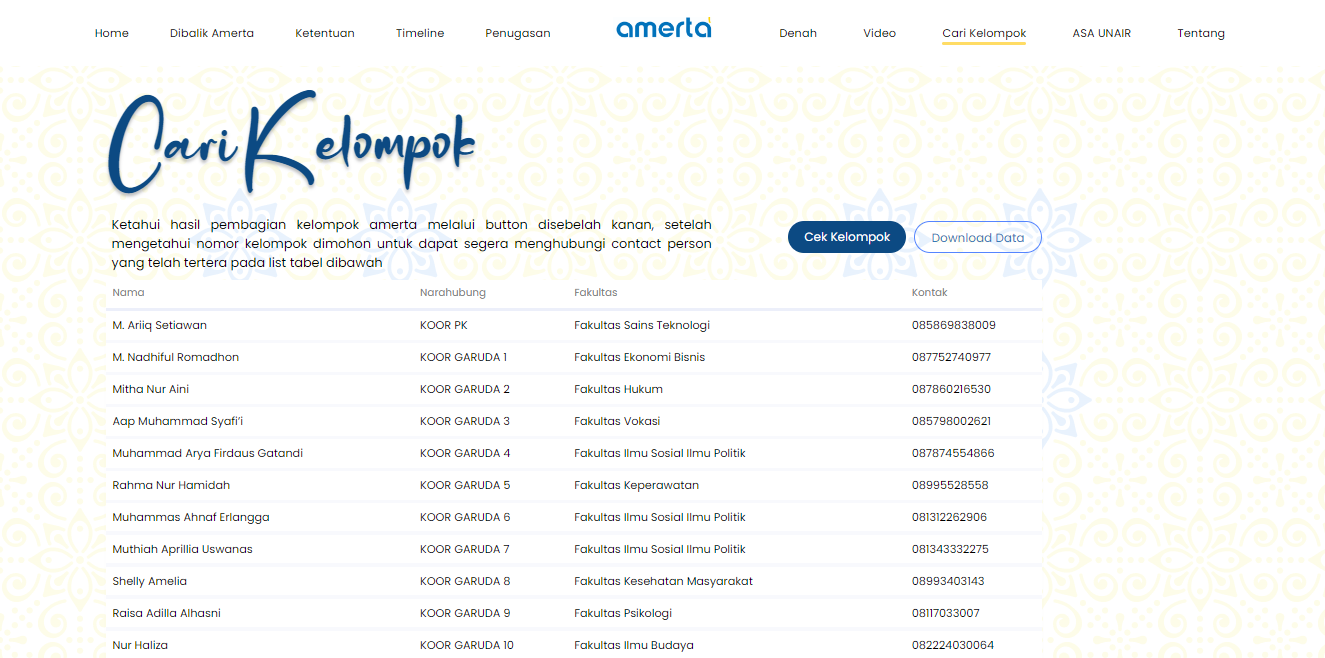 Home Dibalik Amerta Ketentuan Timeline Penugasan amerta Denah Video Cari Kelompok ASA UNAIR Tentang
Cari Kelompok
Ketahui hasil pembagian kelompok amerta melalui button disebelah kanan, setelah
mengetahui nomor kelompok dimohon untuk dapat segera menghubungi contact person
yang telah tertera pada list tabel dibawah
Cek Kelompok Download Data
Nama Narahubung Fakultas Kontak
M. Ariiq Setiawan KOOR PK Fakultas Sains Teknologi 085869838009
M. Nadhiful Romadhon KOOR GARUDA 1 Fakultas Ekonomi Bisnis 087752740977
Mitha Nur Aini KOOR GARUDA 2 Fakultas Hukum 087860216530
Aap Muhammad Syafi’i KOOR GARUDA 3 Fakultas Vokasi 085798002621
Muhammad Arya Firdaus Gatandi KOOR GARUDA 4 Fakultas Ilmu Sosial Ilmu Politik 087874554866
Rahma Nur Hamidah KOOR GARUDA 5 Fakultas Keperawatan 08995528558
Muhammas Ahnaf Erlangga KOOR GARUDA 6 Fakultas Ilmu Sosial Ilmu Politik 081312262906
Muthiah Aprillia Uswanas KOOR GARUDA 7 Fakultas Ilmu Sosial Ilmu Politik 081343332275
Shelly Amelia KOOR GARUDA 8 Fakultas Kesehatan Masyarakat 08993403143
Raisa Adilla Alhasni KOOR GARUDA 9 Fakultas Psikologi 08117033007
Nur Haliza KOOR GARUDA 10 Fakultas Ilmu Budaya 082224030064